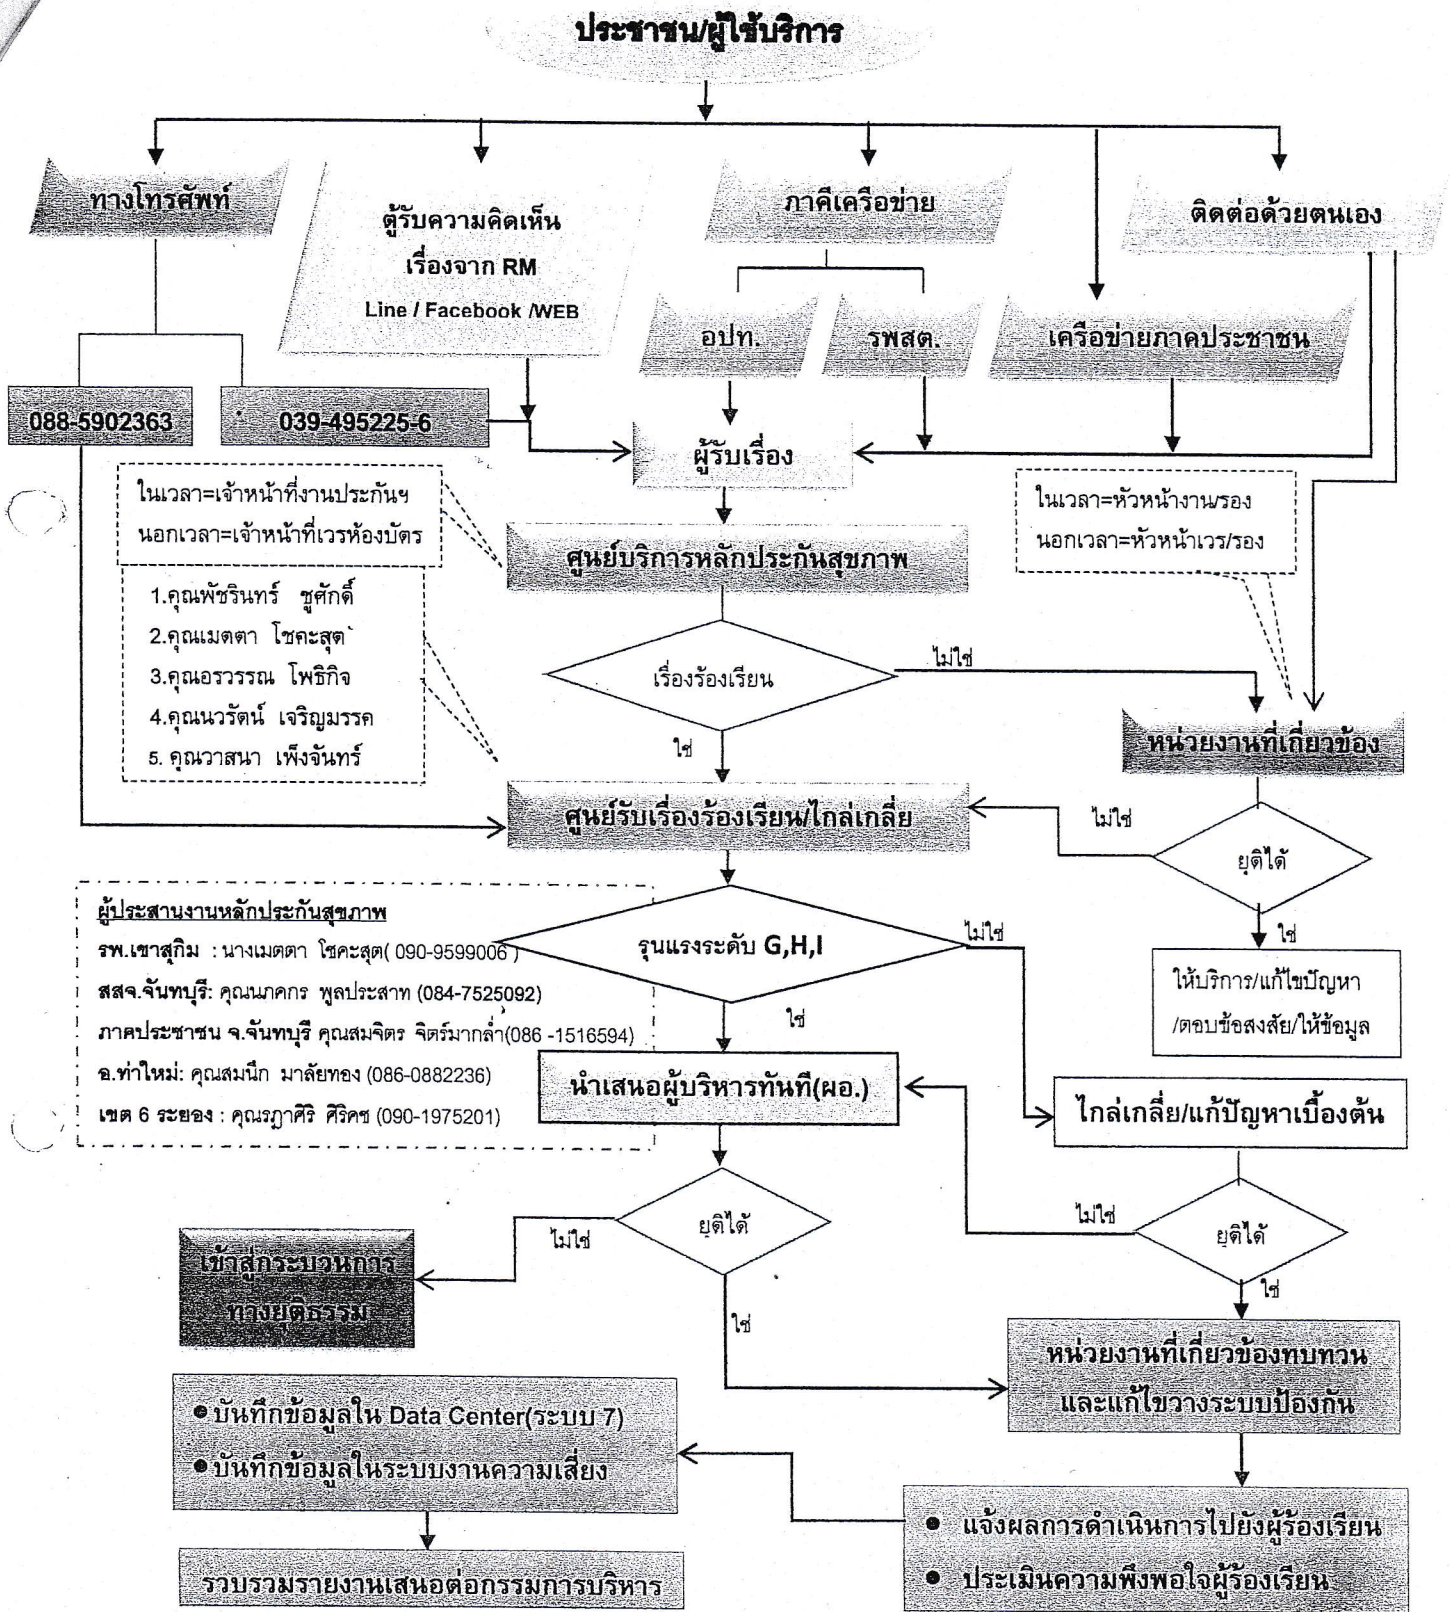 ประชาชน/ผู้ใช้บริการ
ทางโทรศัพท์
ตู้รับความคิดเห็น
เรื่องจาก RM
Line / Facebook /WEB
ภาคีเครือข่าย
ติดต่อด้วยตนเอง
อปท.
รพสต.
เครือข่ายภาคประชาชน
088-5902363
039-495225-6
ผู้รับเรื่อง
ในเวลา=เจ้าหน้าที่งานประกันฯ
นอกเวลา=เจ้าหน้าที่เวรห้องบัตร
ในเวลา=หัวหน้างาน/รอง
นอกเวลา=หัวหน้าเวร/รอง
ศูนย์บริการหลักประกันสุขภาพ
1.คุณพัชรินทร์ ชูศักดิ์
2.คุณเมตตา โชคะสุต
3.คุณอรวรรณ โพธิกิจ
4.คุณนวรัตน์ เจริญมรรค
5. คุณวาสนา เพ็งจันทร์
เรื่องร้องเรียน
ไม่ใช่
ใช่
หน่วยงานที่เกี่ยวข้อง
ศูนย์รับเรื่องร้องเรียน/ไกล่เกลี่ย
ไม่ใช่
ยุติได้
ใช่
ให้บริการ/แก้ไขปัญหา
/ตอบข้อสงสัย/ให้ข้อมูล
ผู้ประสานงานหลักประกันสุขภาพ
รพ.เขาสุกิม : นางเมตตา โชคะสุต( 090-9599006 )
สสจ.จันทบุรี: คุณนภคกร พูลประสาท (084-7525092)
ภาคประชาชน จ.จันทบุรี คุณสมจิตร จิตร์มากล่ำ(086 -1516594)
อ.ท่าใหม่: คุณสมนึก มาลัยทอง (086-0882236)
เขต 6 ระยอง : คุณรฎาศิริ ศิริคช (090-1975201)
รุนแรงระดับ G,H,I
ไม่ใช่
ใช่
นำเสนอผู้บริหารทันที(ผอ.)
ไกล่เกลี่ย/แก้ปัญหาเบื้องต้น
ยุติได้
ไม่ใช่
ไม่ใช่
ยุติได้
ใช่
ใช่
เข้าสู่กระบวนการ
ทางยุติธรรม
หน่วยงานที่เกี่ยวข้องทบทวน
และแก้ไขวางระบบป้องกัน
●บันทึกข้อมูลใน Data Center(ระบบ 7)
●บันทึกข้อมูลในระบบงานความเสี่ยง
● แจ้งผลการดำเนินการไปยังผู้ร้องเรียน
● ประเมินความพึงพอใจผู้ร้องเรียน
รวบรวมรายงานเสนอต่อกรรมการบริหาร